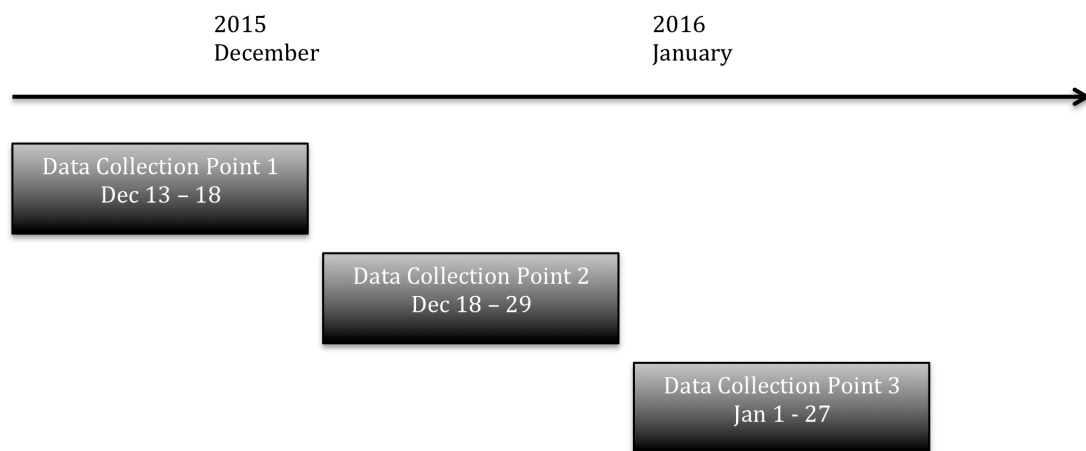 2015
December
2016
January
Data Collection Point 1
Dec 13 – 18
Data Collection Point 2
Dec 18 – 29
Data Collection Point 3
Jan 1 - 27